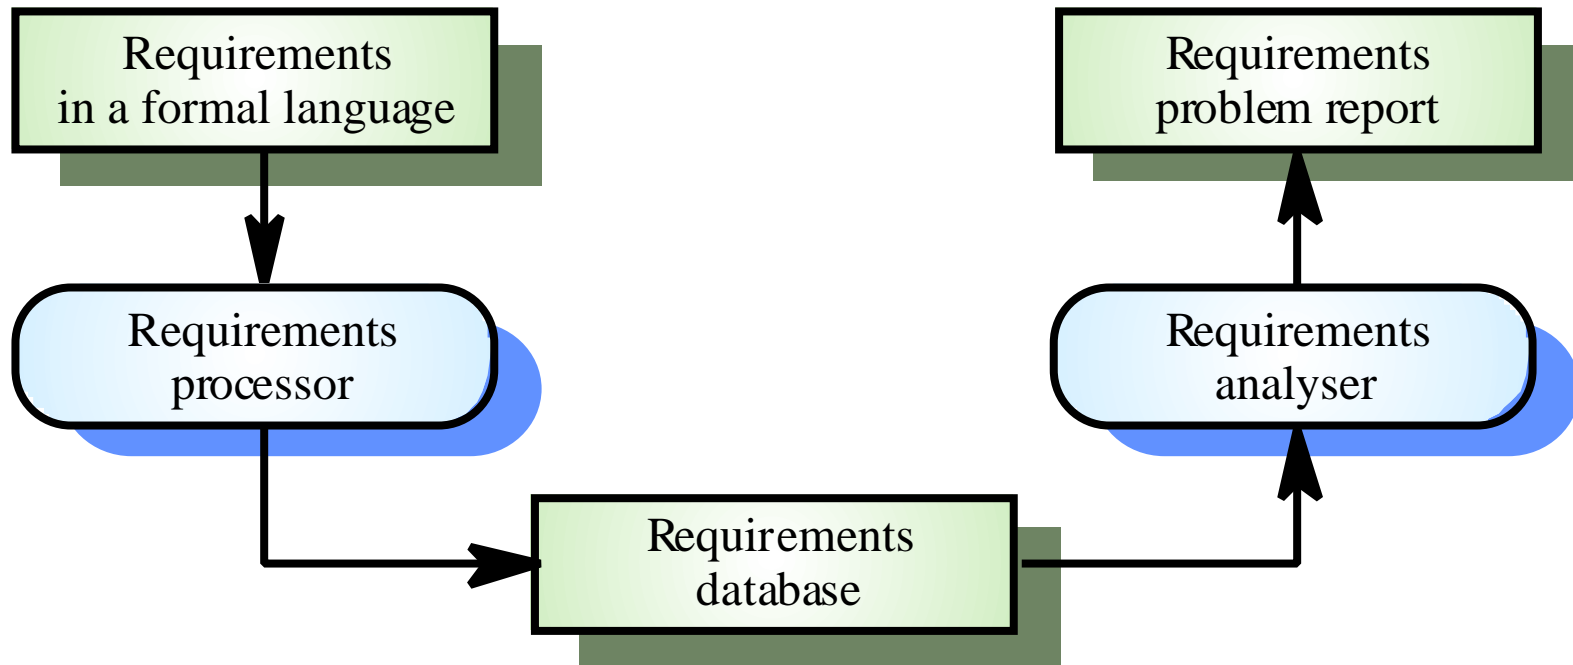 Requirements
in a formal language
Requirements
processor
Requirements
database
Requirements
analyser
Requirements
problem report